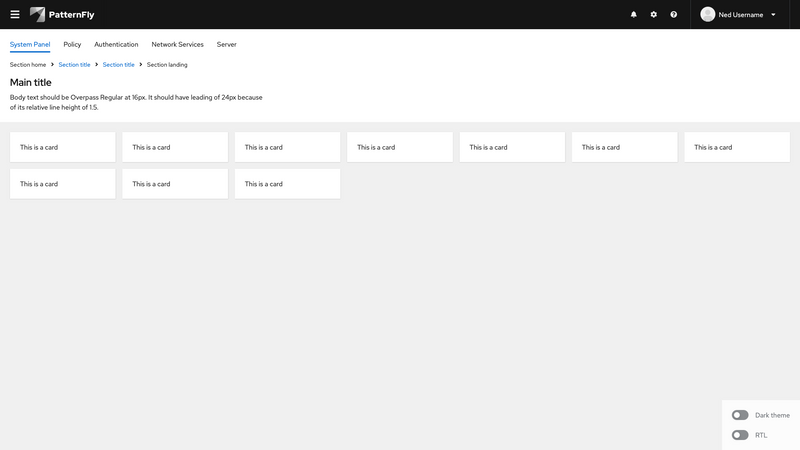 PatternFly
Ned Username
System Panel Policy Authentication Network Services Server
Section home Section title Section title Section landing
Main title
Body text should be Overpass Regular at 16px. It should have leading of 24px because
of its relative line height of 1.5.
This is a card This is a card This is a card This is a card This is a card This is a card This is a card
This is a card This is a card This is a card
Dark theme
RTL